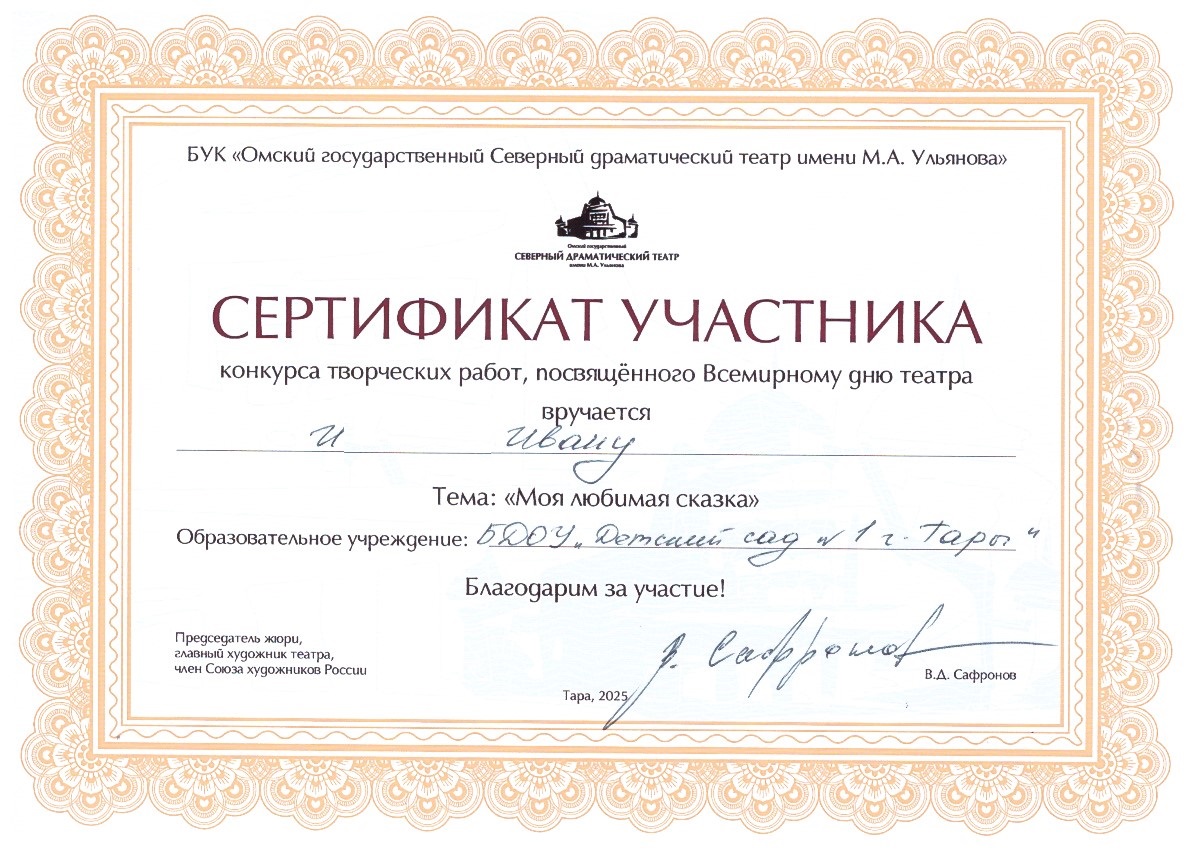 БУК «Омский государственный Северный драматический театр имени М.А. Ульянова»
Омский государственный
СЕВЕРНЫЙ ДРАМАТИЧЕСКИЙ ТЕАТР
имени М.А. Ульянова
СЕРТИФИКАТ УЧАСТНИКА
конкурса творческих работ, посвящённого Всемирному дню театра
вручается
И Ивану
Тема: «Моя любимая сказка»
Образовательное учреждение: БДОУ „Детский сад № 1 г. Тары"
Благодарим за участие!
Председатель жюри,
главный художник театра,
член Союза художников России
В. Сафронов
В.Д. Сафронов
Тара, 2025